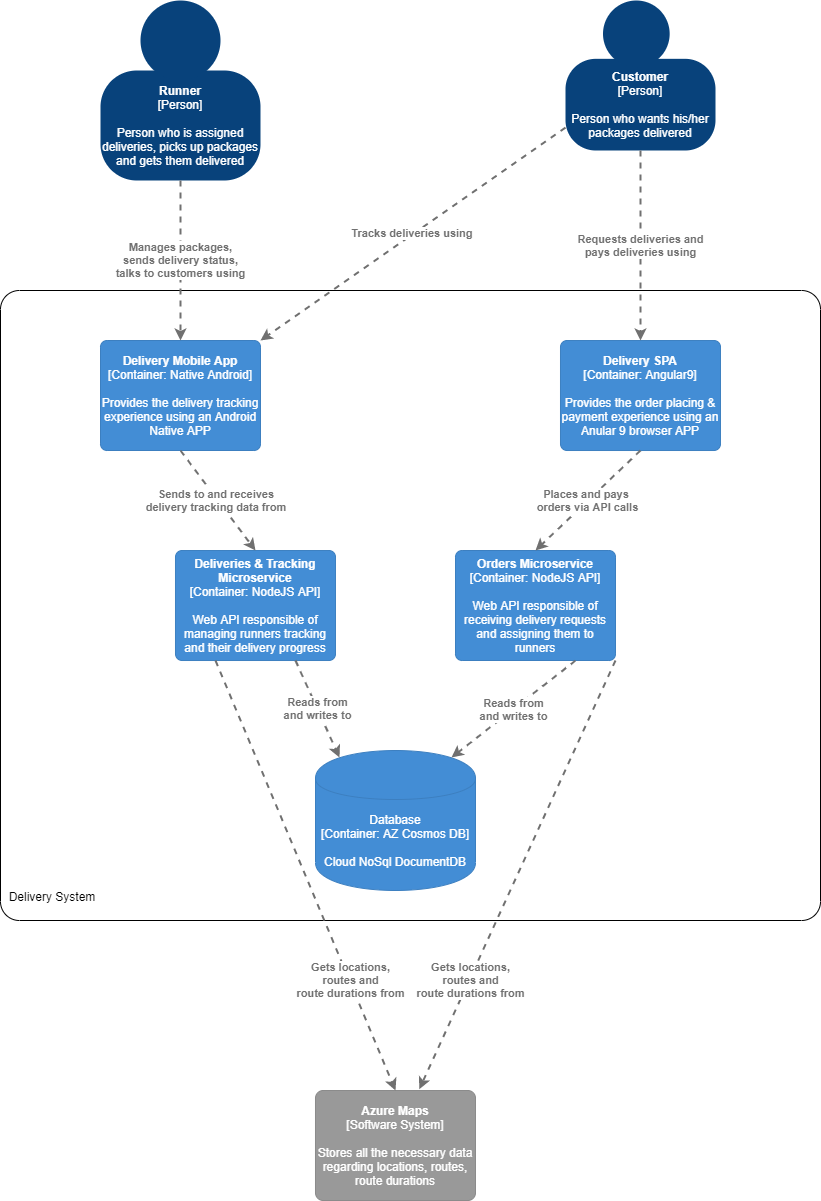 Runner
[Person]
Person who is assigned
deliveries, picks up packages
and gets them delivered
Customer
[Person]
Person who wants his/her
packages delivered
Manages packages,
sends delivery status,
talks to customers using
Tracks deliveries using
Requests deliveries and
pays deliveries using
Delivery Mobile App
[Container: Native Android]
Provides the delivery tracking
experience using an Android
Native APP
Delivery SPA
[Container: Angular9]
Provides the order placing &
payment experience using an
Anular 9 browser APP
Sends to and receives
delivery tracking data from
Places and pays
orders via API calls
Deliveries & Tracking
Microservice
[Container: NodeJS API]
Web API responsible of
managing runners tracking
and their delivery progress
Orders Microservice
[Container: NodeJS API]
Web API responsible of
receiving delivery requests
and assigning them to
runners
Reads from
and writes to
Reads from
and writes to
Database
[Container: AZ Cosmos DB]
Cloud NoSql DocumentDB
Delivery System
Gets locations,
routes and
route durations from
Gets locations,
routes and
route durations from
Azure Maps
[Software System]
Stores all the necessary data
regarding locations, routes,
route durations